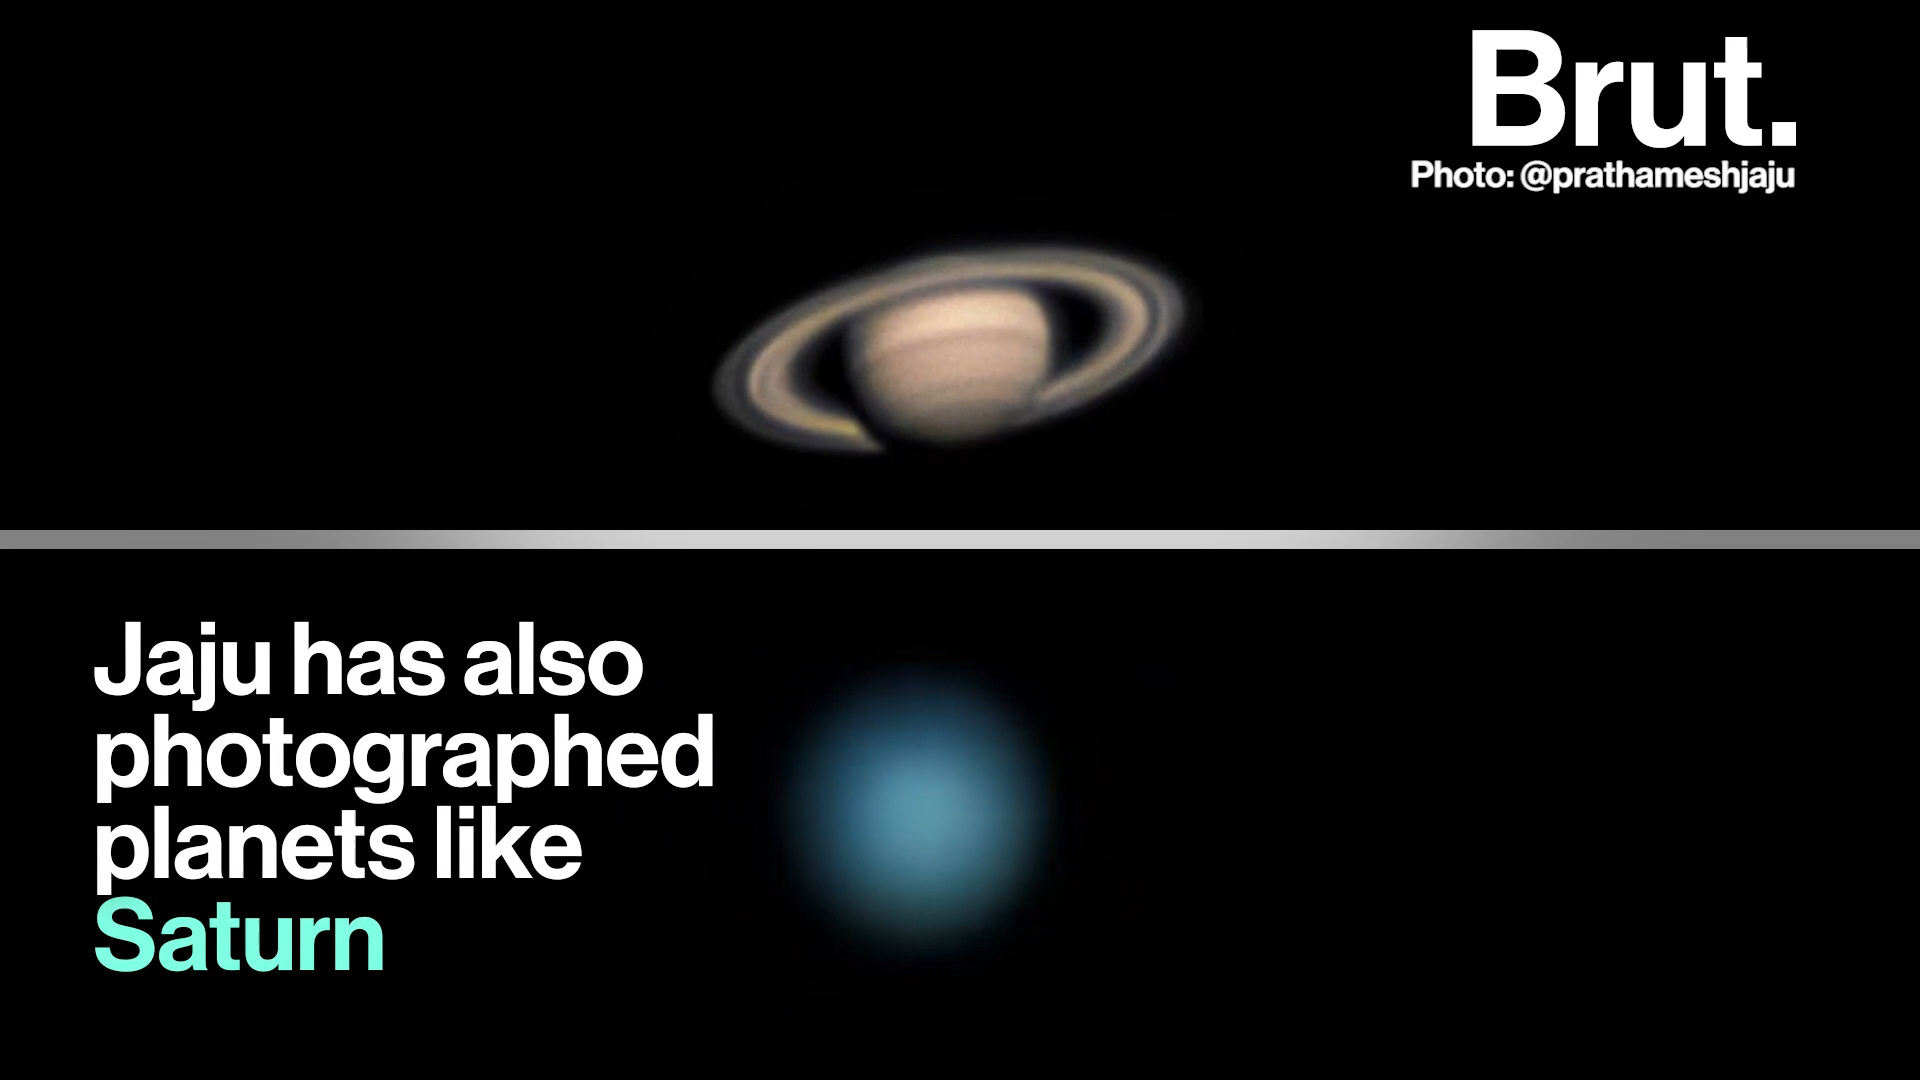 Brut.
Photo: @prathameshjaju
Jaju has also
photographed
planets like
Saturn